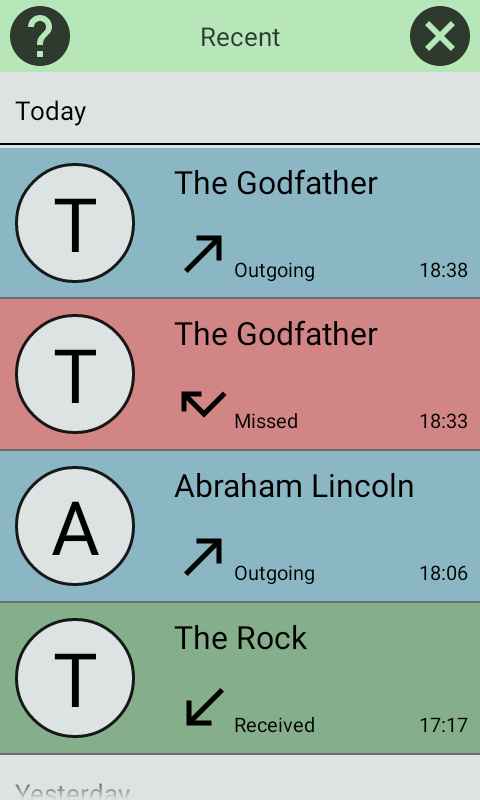 ?
Recent
Today
T
The Godfather
Outgoing
18:38
T
The Godfather
Missed
18:33
A
Abraham Lincoln
Outgoing
18:06
T
The Rock
Received
17:17
Yesterday